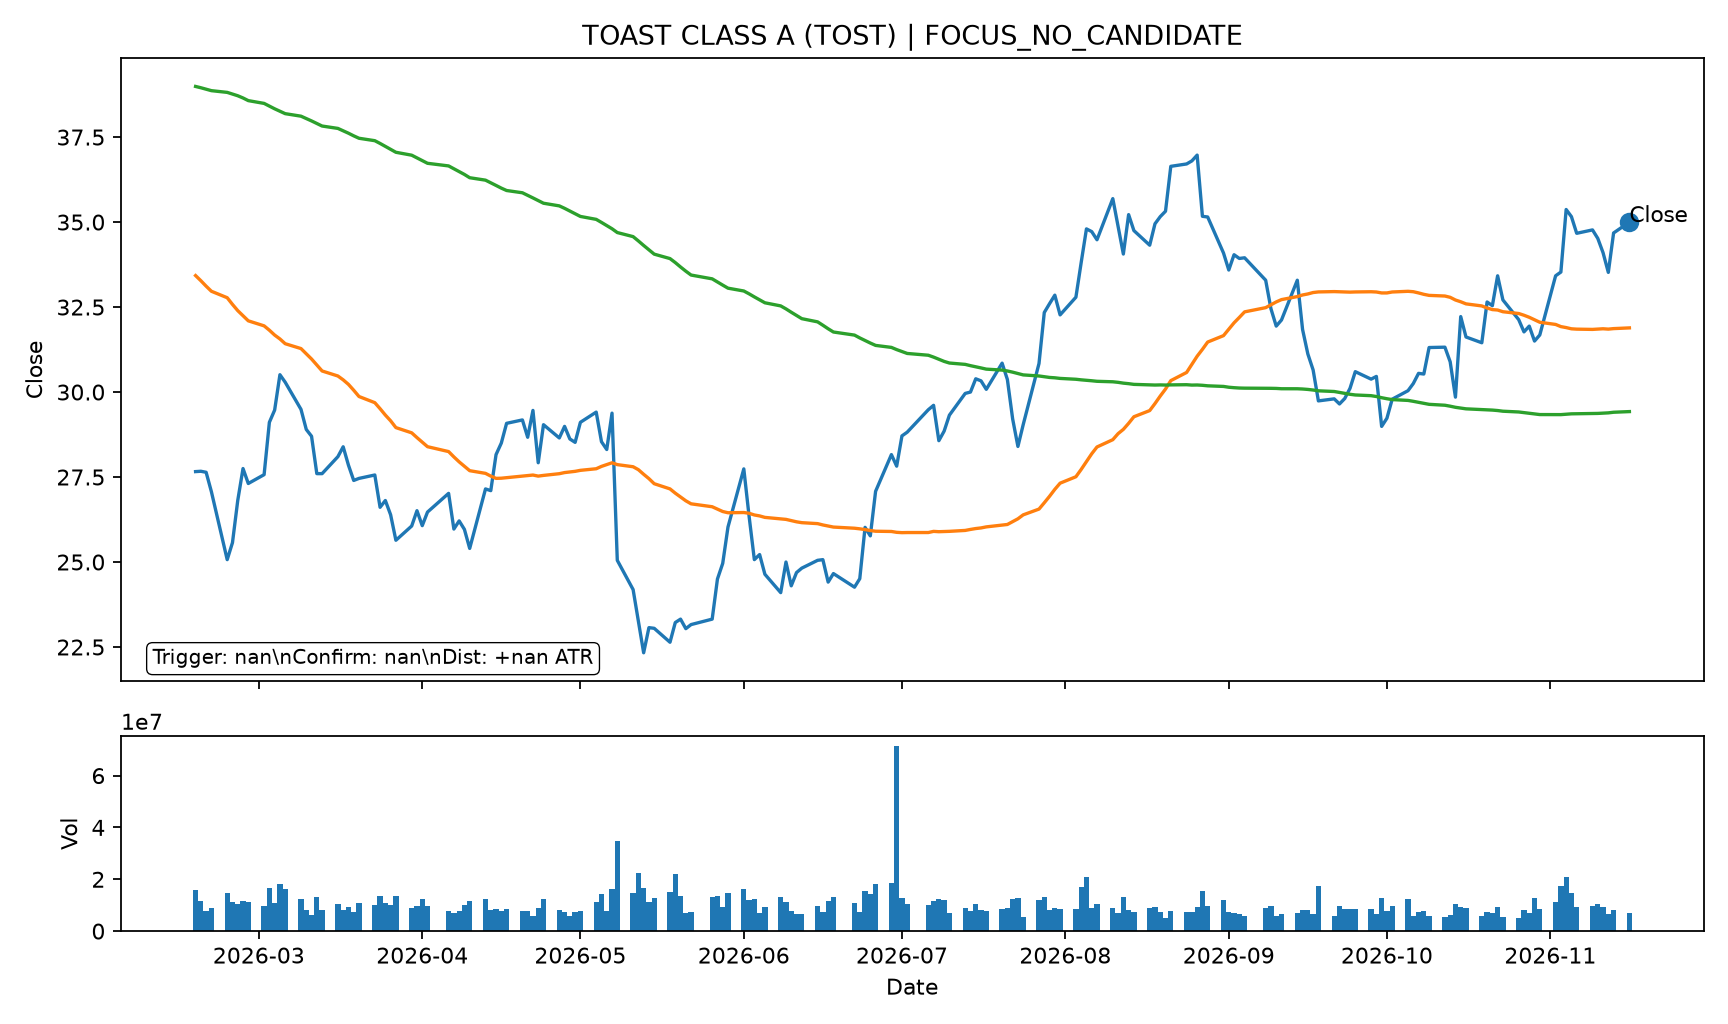 TOAST CLASS A (TOST) | FOCUS_NO_CANDIDATE
37.5
35.0
32.5
30.0
27.5
25.0
22.5
Close
Close
Trigger: nan\nConfirm: nan\nDist: +nan ATR
1e7
6
4
2
0
Vol
2026-03
2026-04
2026-05
2026-06
2026-07
2026-08
2026-09
2026-10
2026-11
Date